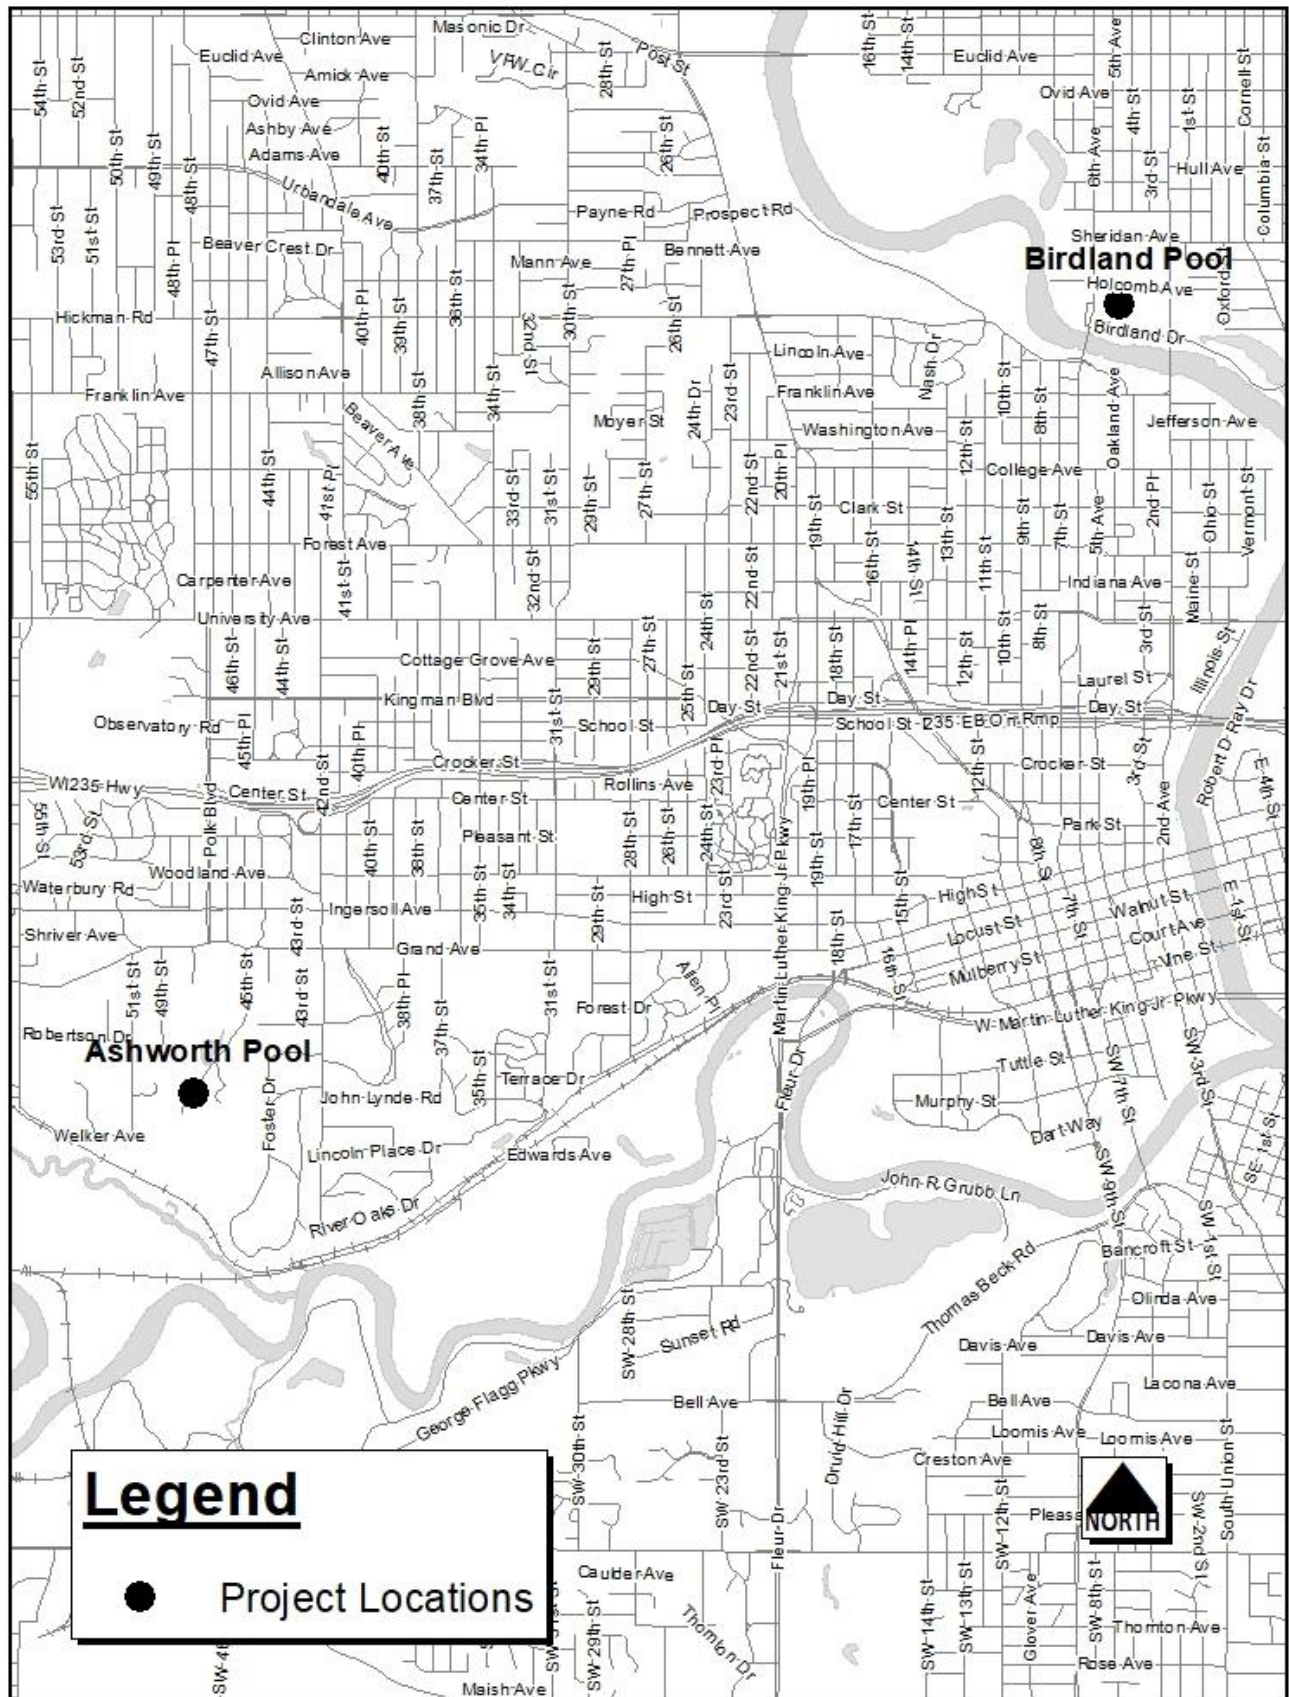 Masonic Dr
Clinton Ave
Euclid Ave
Post St
VFW Cir
16th St
14th St
Euclid Ave
5th Ave
54th St
52nd St
Amick Ave
28th St
Cornell St
Ovid Ave
Ovid Ave
4th St
1st St
Ashby Ave
Adams Ave
40th St
34th Pl
26th St
50th St
49th St
48th St
37th St
6th Ave
3rd St
Hull Ave
Columbia St
Urbandale Ave
Payne Rd
Prospect Rd
53rd St
51st St
Beaver Crest Dr
Bennett Ave
Sheridan Ave
Birdland Pool
48th Pl
Mann Ave
27th Pl
Holcomb Ave
Oxford St
40th Pl
39th St
36th St
30th St
Hickman Rd
47th St
32nd St
26th St
Birdland Dr
Lincoln Ave
Nash Dr
Allison Ave
Franklin Ave
38th St
34th St
24th Dr
23rd St
Franklin Ave
10th St
8th St
Oakland Ave
Beaver Ave
Moyer St
Washington Ave
Jefferson Ave
12th St
55th St
44th St
41st Pl
20th Pl
College Ave
33rd St
31st St
29th St
27th St
22nd St
19th St
Clark St
13th St
9th St
7th St
5th Ave
2nd Pl
Ohio St
Vermont St
Forest Ave
16th St
14th St
11th St
Carpenter Ave
41st St
32nd St
22nd St
Indiana Ave
Maine St
University Ave
24th St
46th St
44th St
Cottage Grove Ave
29th St
27th St
22nd St
21st St
18th St
14th Pl
12th St
10th St
8th St
3rd St
Illinois St
Laurel St
Kingman Blvd
25th St
Day St
Day St
Day St
Observatory Rd
45th Pl
40th Pl
31st St
School St
School St
I235 EB On Rmp
Robert D Ray Dr
Crocker St
23rd Pl
12th St
Crocker St
3rd St
E 4th St
WI235 Hwy
Center St
42nd St
Center St
Rollins Ave
19th Pl
17th St
Center St
2nd Ave
55th St
53rd St
Polk Blvd
40th St
38th St
Pleasant St
28th St
26th St
24th St
19th St
Park St
8th St
Woodland Ave
Waterbury Rd
35th St
34th St
High St
23rd St
Martin Luther King Jr Pkwy
15th St
High St
7th St
Walnut St
E 1st St
43rd St
Ingersoll Ave
29th St
Locust St
Court Ave
Shriver Ave
Grand Ave
18th St
16th St
Mulberry St
Vine St
51st St
49th St
45th St
43rd St
38th Pl
31st St
Allen Pl
Forest Dr
W Martin Luther King Jr Pkwy
Robertson Dr
37th St
Ashworth Pool
Tuttle St
SW 7th St
SW 3rd St
Foster Dr
John Lynde Rd
35th St
Terrace Dr
Fleur Dr
Murphy St
Welker Ave
Dart Way
Lincoln Place Dr
Edwards Ave
SE 1st St
John R Grubb Ln
SW 9th St
River Oaks Dr
SW 1st St
Bancroft St
Thomas Beck Rd
Olinda Ave
SW 28th St
Sunset Rd
Davis Ave
Davis Ave
George Flagg Pkwy
Bell Ave
Druid Hill Dr
Bell Ave
Lacona Ave
SW 30th St
SW 23rd St
Loomis Ave
Loomis Ave
South Union St
Creston Ave
Legend
Fleur Dr
SW 12th St
Pleasa
NORTH
SW 2nd St
Project Locations
Caulder Ave
SW 29th St
Thornton Dr
SW 14th St
SW 13th St
Glover Ave
SW 8th St
Thornton Ave
Rose Ave
Maish Ave